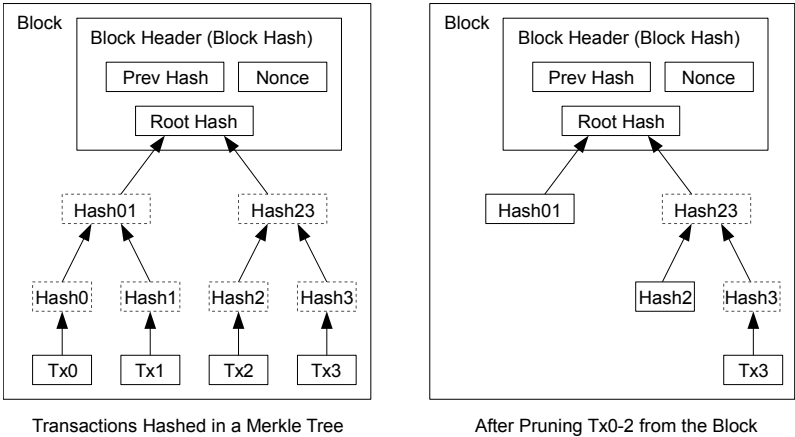 Block
Block Header (Block Hash)
Prev Hash
Nonce
Root Hash
Hash01
Hash23
Hash0
Hash1
Hash2
Hash3
Tx0
Tx1
Tx2
Tx3
Transactions Hashed in a Merkle Tree
Block
Block Header (Block Hash)
Prev Hash
Nonce
Root Hash
Hash01
Hash23
Hash2
Hash3
Tx3
After Pruning Tx0-2 from the Block